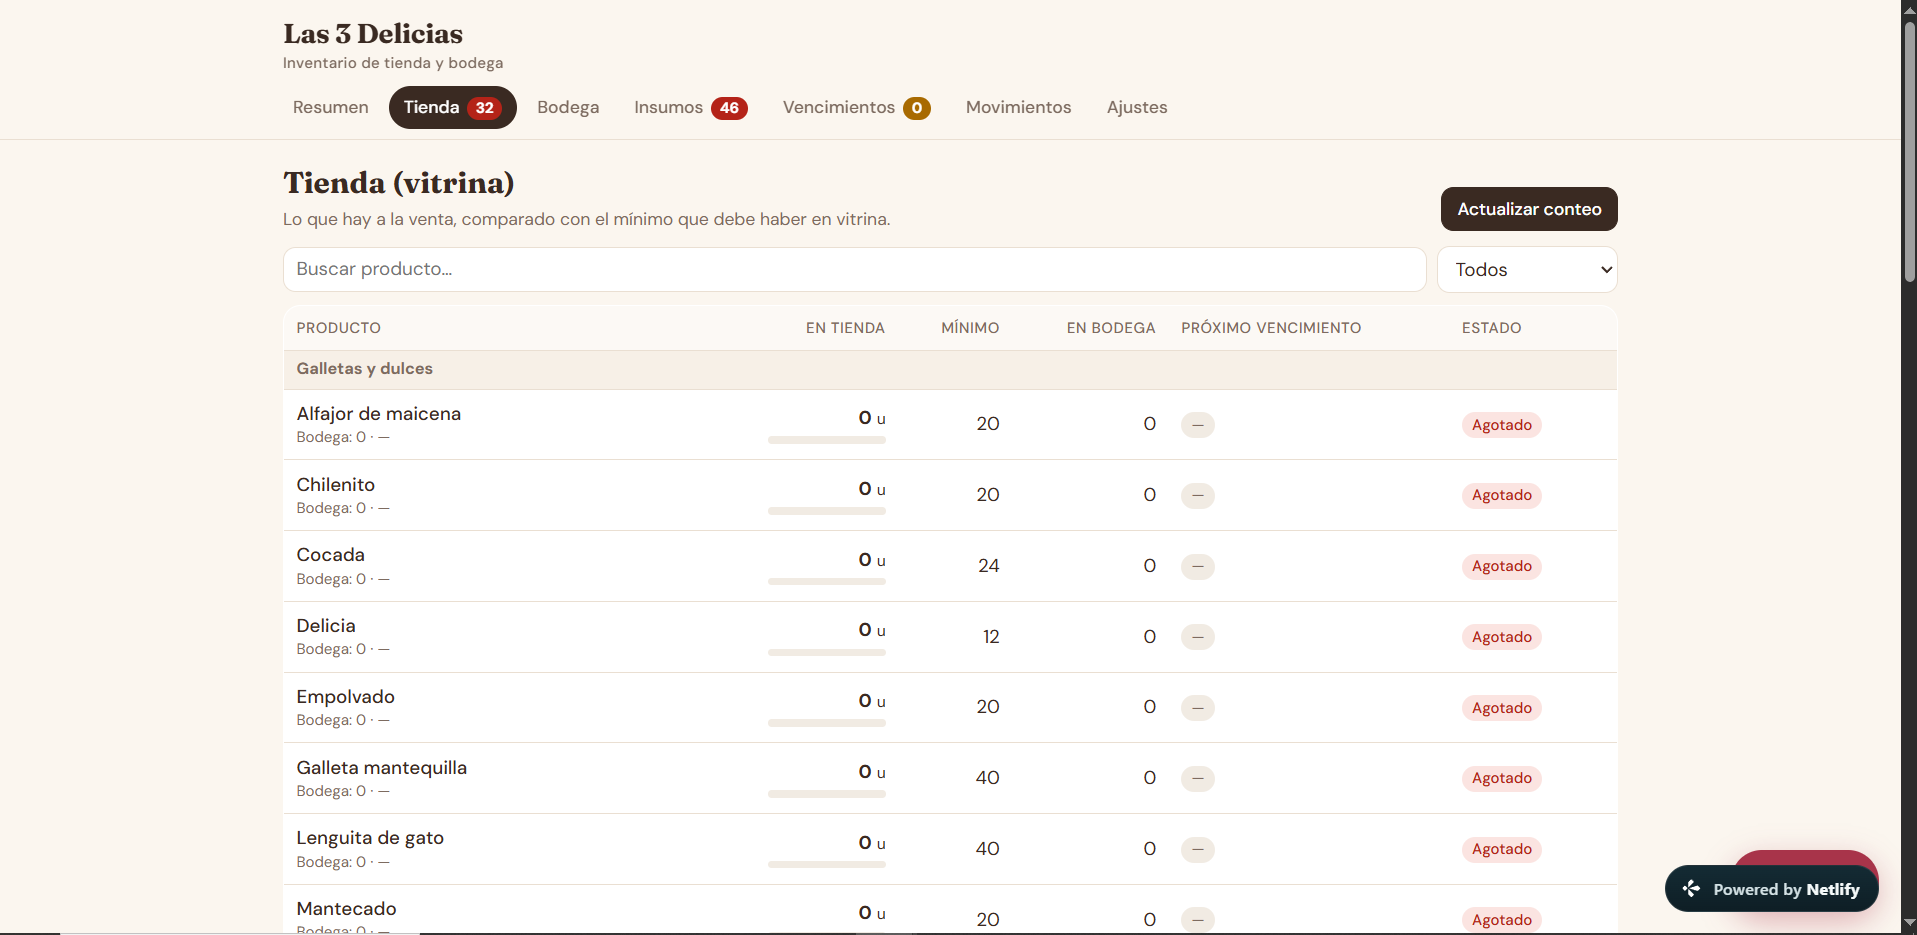 Las 3 Delicias
Inventario de tienda y bodega
Resumen Tienda 32 Bodega Insumos 46 Vencimientos 0 Movimientos Ajustes
Tienda (vitrina)
Lo que hay a la venta, comparado con el mínimo que debe haber en vitrina.
Actualizar conteo
Buscar producto...
Todos
PRODUCTO EN TIENDA MÍNIMO EN BODEGA PRÓXIMO VENCIMIENTO ESTADO
Galletas y dulces
Alfajor de maicena 0 u 20 0 — Agotado
Bodega: 0 · —
Chilenito 0 u 20 0 — Agotado
Bodega: 0 · —
Cocada 0 u 24 0 — Agotado
Bodega: 0 · —
Delicia 0 u 12 0 — Agotado
Bodega: 0 · —
Empolvado 0 u 20 0 — Agotado
Bodega: 0 · —
Galleta mantequilla 0 u 40 0 — Agotado
Bodega: 0 · —
Lenguita de gato 0 u 40 0 — Agotado
Bodega: 0 · —
Mantecado 0 u 20 0 — Agotado
Bodega: 0 · —
Powered by Netlify